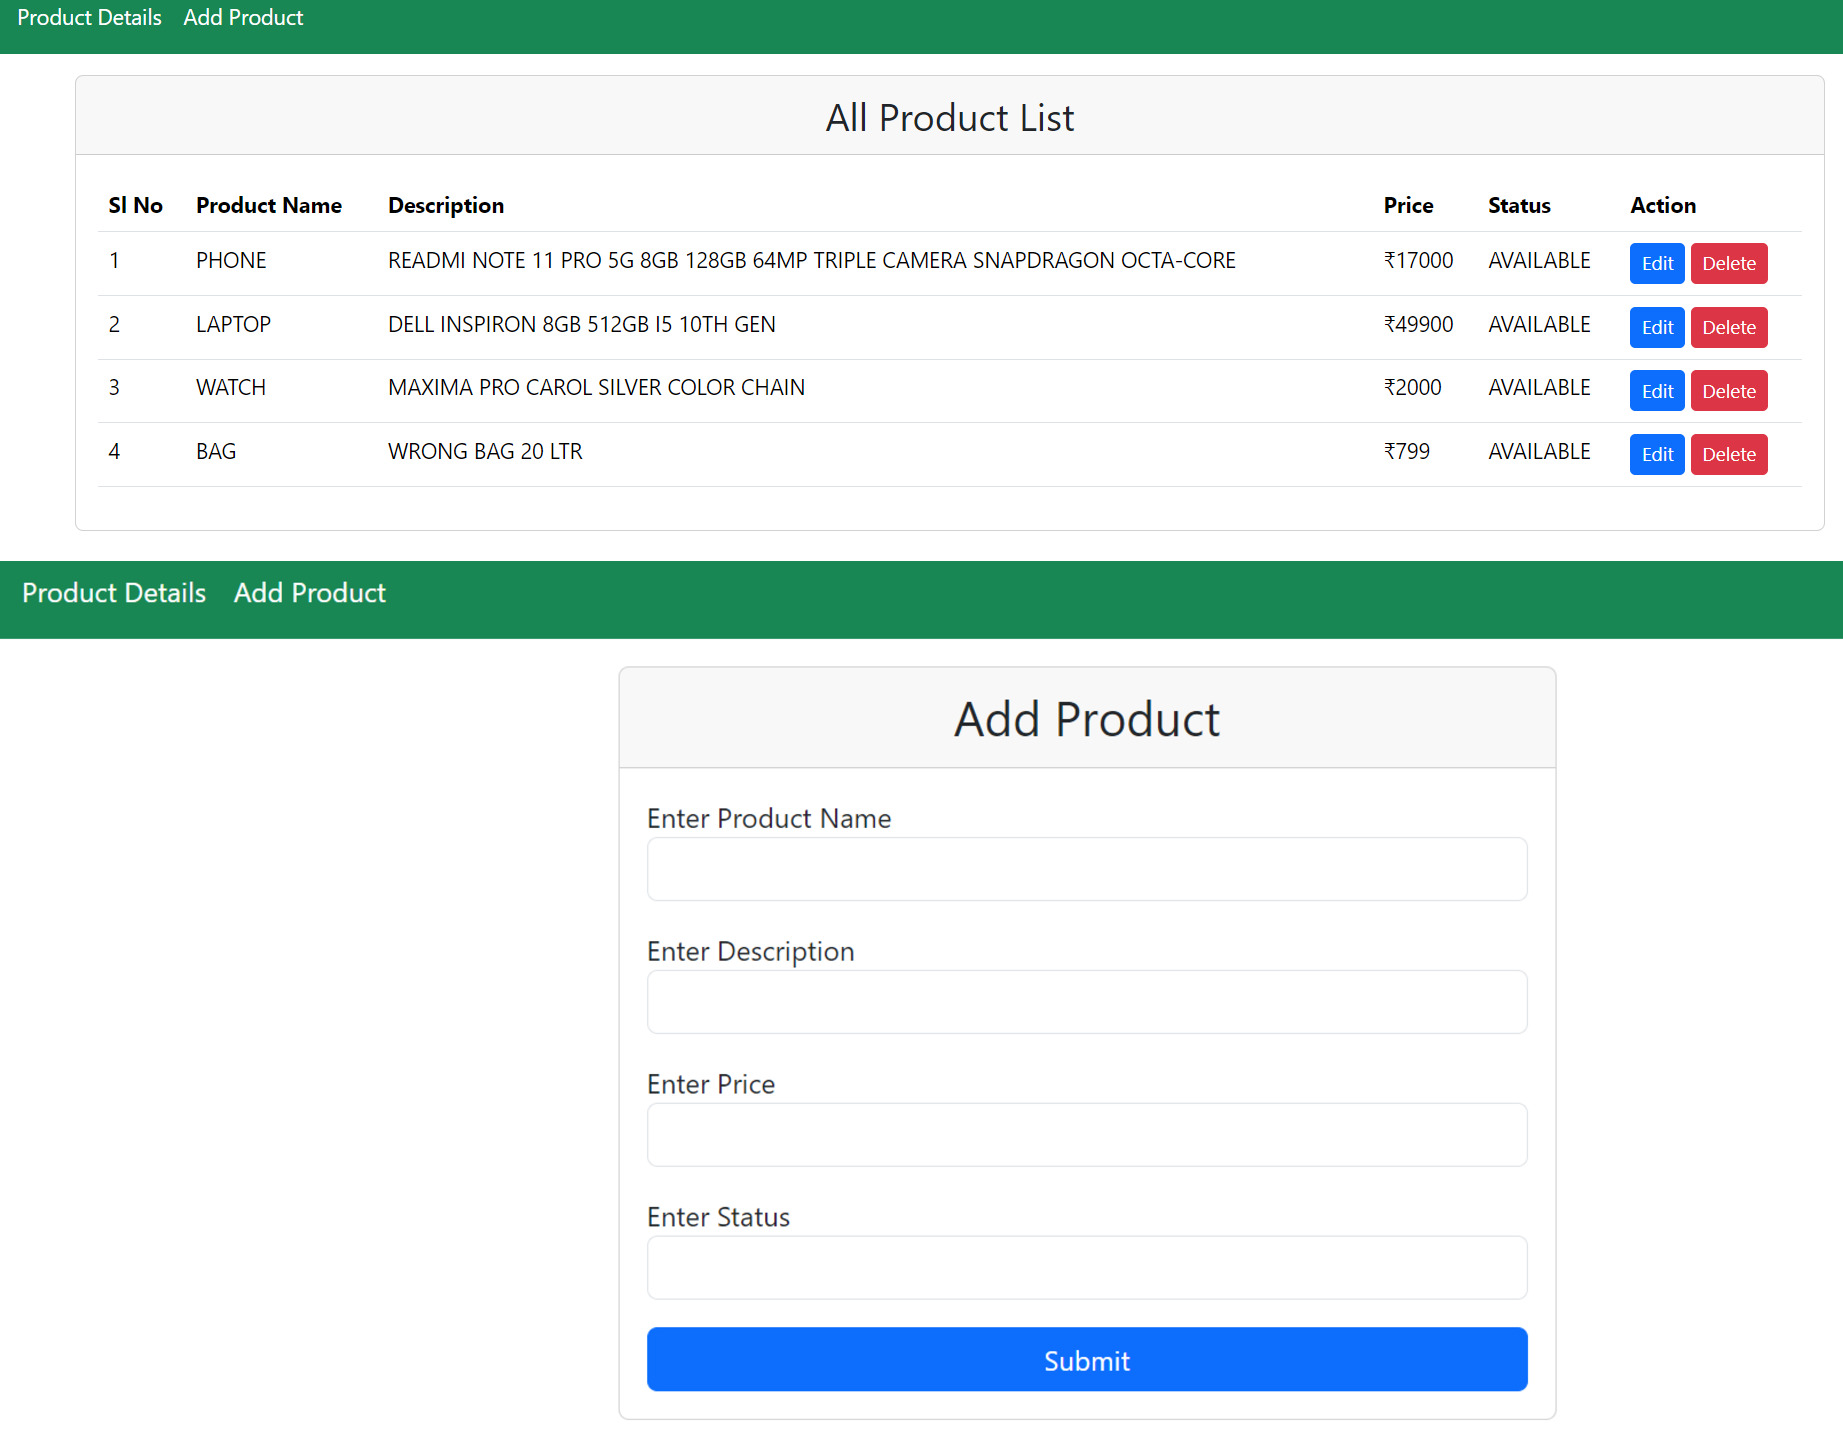 Product Details Add Product
All Product List
Sl No Product Name Description Price Status Action
1 PHONE READMI NOTE 11 PRO 5G 8GB 128GB 64MP TRIPLE CAMERA SNAPDRAGON OCTA-CORE ₹17000 AVAILABLE Edit Delete
2 LAPTOP DELL INSPIRON 8GB 512GB I5 10TH GEN ₹49900 AVAILABLE Edit Delete
3 WATCH MAXIMA PRO CAROL SILVER COLOR CHAIN ₹2000 AVAILABLE Edit Delete
4 BAG WRONG BAG 20 LTR ₹799 AVAILABLE Edit Delete
Product Details Add Product
Add Product
Enter Product Name
Enter Description
Enter Price
Enter Status
Submit